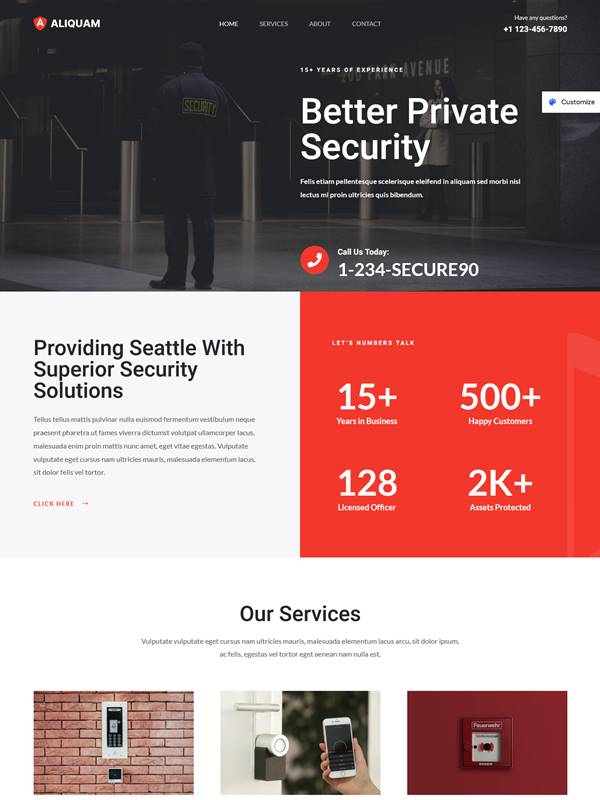 ALIQUAM
HOME SERVICES ABOUT CONTACT
Have any questions?
+1 123-456-7890
15+ YEARS OF EXPERIENCE
200 PARK AVENUE
SECURITY
Better Private
Security
Customize
Felis etiam pellentesque scelerisque eleifend in aliquam sed morbi nisl
lectus mi proin ultricies quis bibendum.
Call Us Today:
1-234-SECURE90
Providing Seattle With
Superior Security
Solutions
Tellus tellus mattis pulvinar nulla euismod fermentum vestibulum neque
praesent pharetra ut fames viverra dictumst volutpat ullamcorper lacus,
malesuada enim proin mattis nunc amet, eget vitae egestas. Vulputate
vulputate eget cursus nam ultricies mauris, malesuada elementum lacus,
sit dolor felis vel tortor.
CLICK HERE →
LET'S NUMBERS TALK
15+ 500+
Years in Business Happy Customers
128 2K+
Licensed Officer Assets Protected
Our Services
Vulputate vulputate eget cursus nam ultricies mauris, malesuada elementum lacus arcu, sit dolor ipsum,
ac felis, egestas vel tortor eget aenean nam nulla est.
Feuerwehr